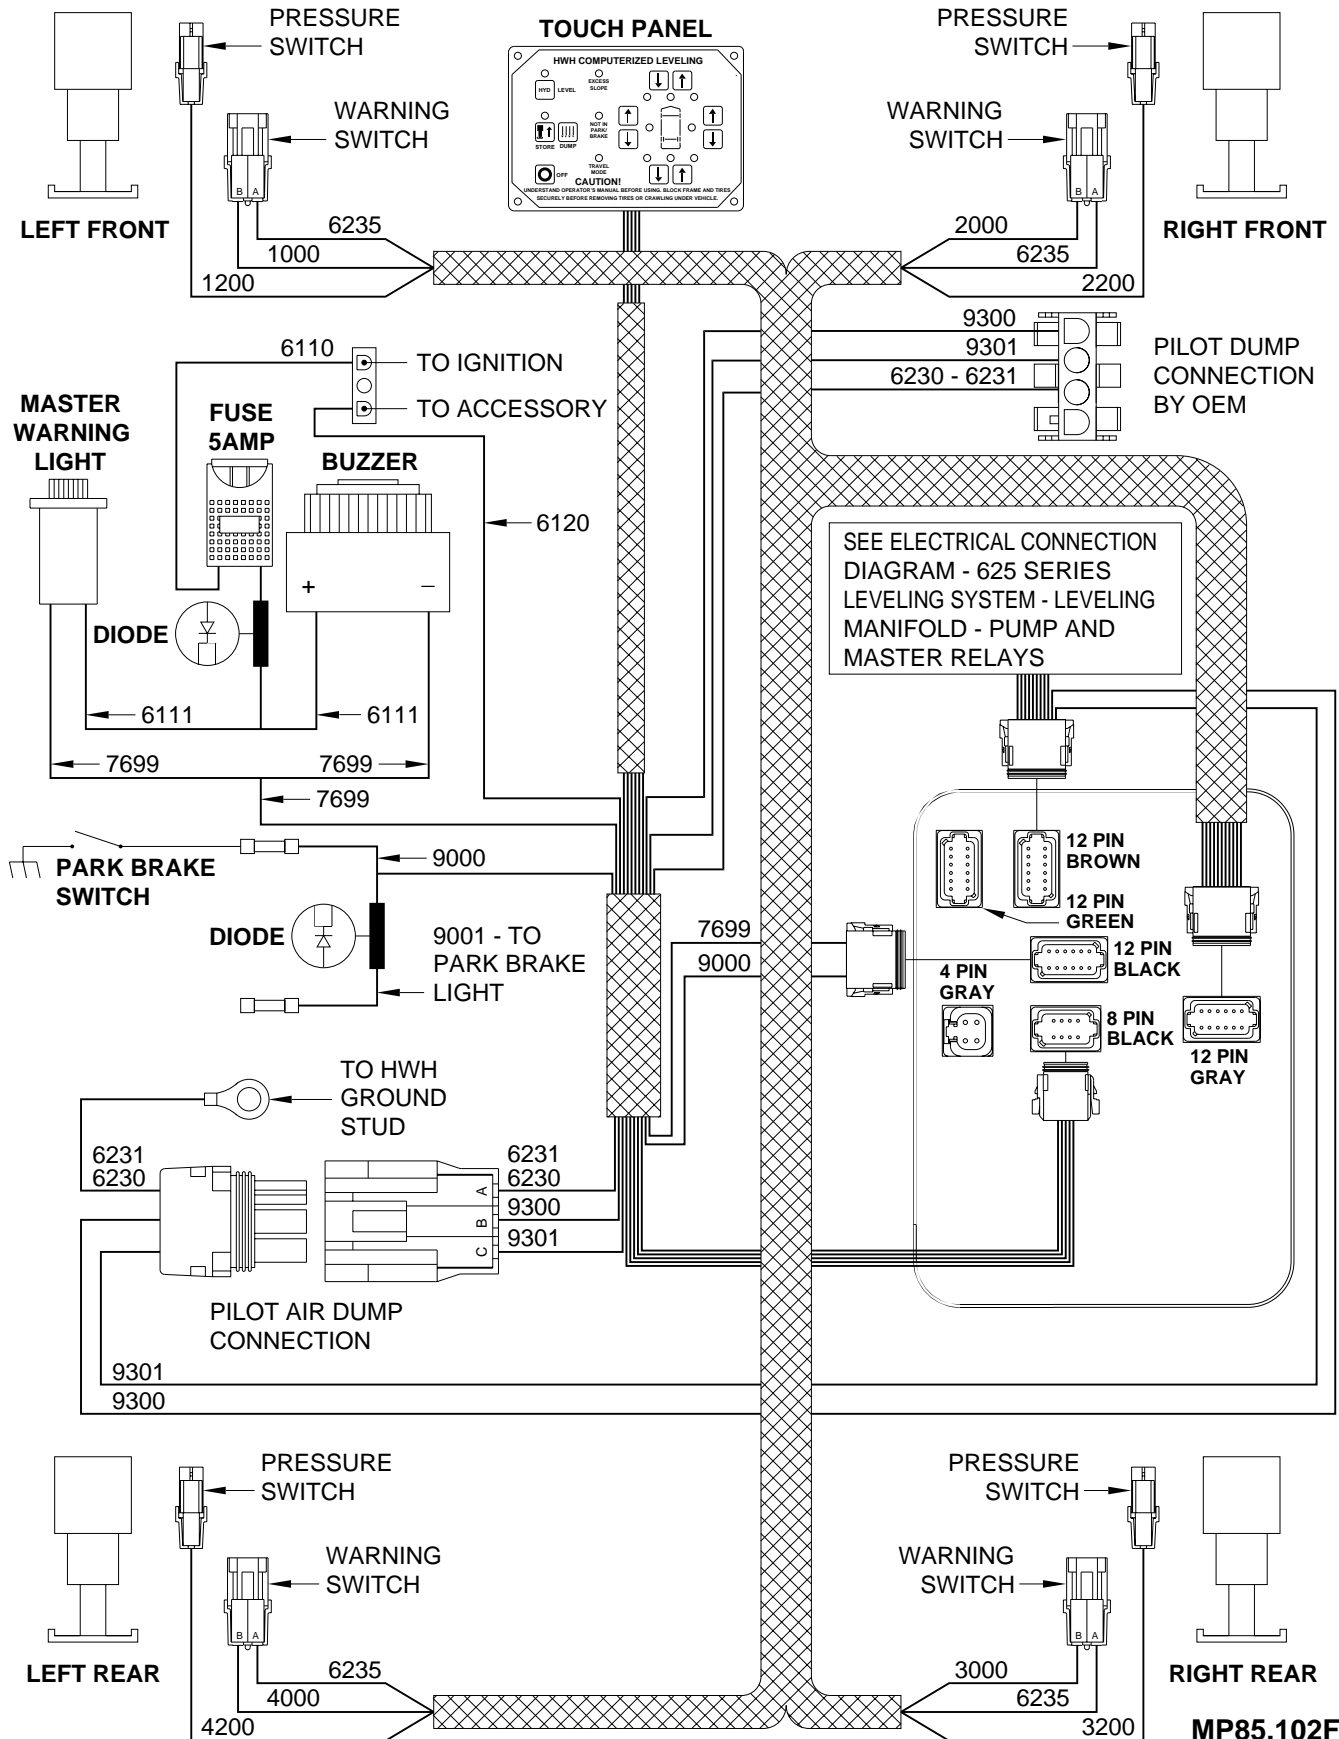 PRESSURE
SWITCH
WARNING
SWITCH
B A
LEFT FRONT
6235
1000
1200
TOUCH PANEL
HWH COMPUTERIZED LEVELING
HYD
LEVEL
EXCESS
SLOPE
STORE
DUMP
NOT IN
PARK/
BRAKE
OFF
TRAVEL
MODE
CAUTION!
UNDERSTAND OPERATOR'S MANUAL BEFORE USING. BLOCK FRAME AND TIRES
SECURELY BEFORE REMOVING TIRES OR CRAWLING UNDER VEHICLE.
PRESSURE
SWITCH
WARNING
SWITCH
B A
RIGHT FRONT
2000
6235
2200
9300
9301
6230 - 6231
PILOT DUMP
CONNECTION
BY OEM
6110
TO IGNITION
TO ACCESSORY
MASTER
WARNING
LIGHT
FUSE
5AMP
BUZZER
+
–
6120
DIODE
6111
6111
7699
7699
7699
SEE ELECTRICAL CONNECTION
DIAGRAM - 625 SERIES
LEVELING SYSTEM - LEVELING
MANIFOLD - PUMP AND
MASTER RELAYS
PARK BRAKE
SWITCH
9000
DIODE
9001 - TO
PARK BRAKE
LIGHT
7699
9000
12 PIN
BROWN
12 PIN
GREEN
12 PIN
BLACK
4 PIN
GRAY
8 PIN
BLACK
12 PIN
GRAY
TO HWH
GROUND
STUD
6231
6230
6231
6230
9300
9301
A
B
C
PILOT AIR DUMP
CONNECTION
9301
9300
PRESSURE
SWITCH
WARNING
SWITCH
B A
LEFT REAR
6235
4000
4200
PRESSURE
SWITCH
WARNING
SWITCH
B A
RIGHT REAR
3000
6235
3200
MP85.102F